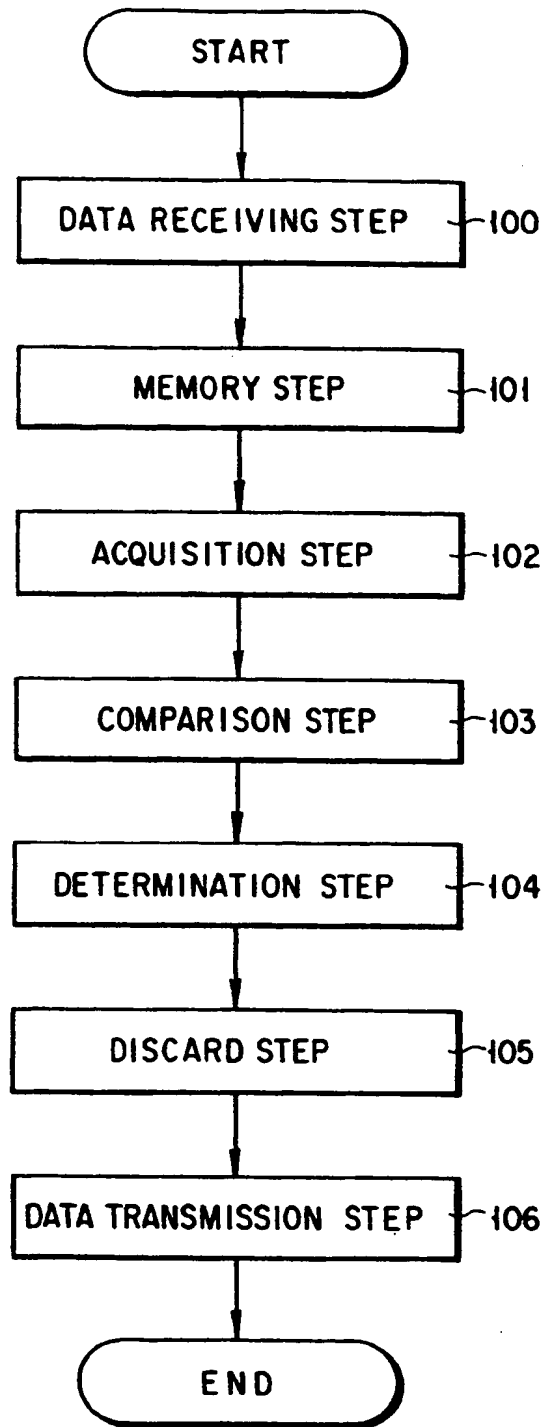 START
DATA RECEIVING STEP 100
MEMORY STEP 101
ACQUISITION STEP 102
COMPARISON STEP 103
DETERMINATION STEP 104
DISCARD STEP 105
DATA TRANSMISSION STEP 106
END